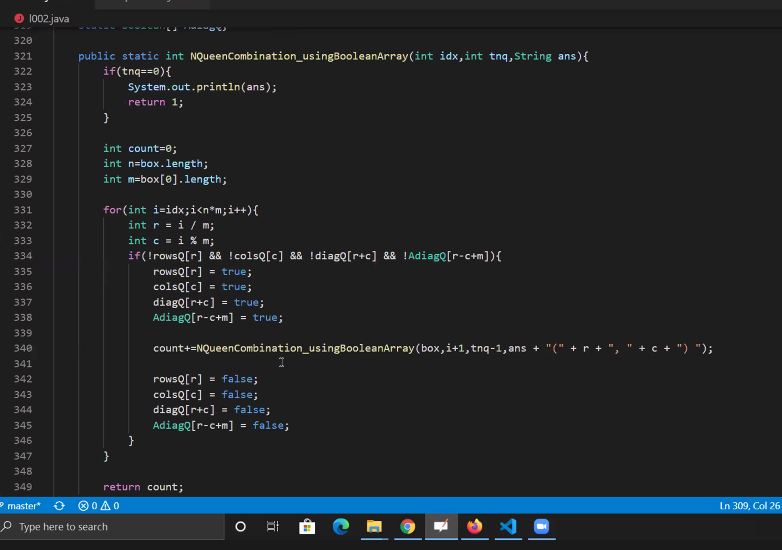 l002.java
320
321 public static int NQueenCombination_usingBooleanArray(int idx,int tnq,String ans){
322 if(tnq==0){
323 System.out.println(ans);
324 return 1;
325 }
326
327 int count=0;
328 int n=box.length;
329 int m=box[0].length;
330
331 for(int i=idx;i<n*m;i++){
332 int r = i / m;
333 int c = i % m;
334 if(!rowsQ[r] && !colsQ[c] && !diagQ[r+c] && !AdiagQ[r-c+m]){
335 rowsQ[r] = true;
336 colsQ[c] = true;
337 diagQ[r+c] = true;
338 AdiagQ[r-c+m] = true;
339
340 count+=NQueenCombination_usingBooleanArray(box,i+1,tnq-1,ans + "(" + r + ", " + c + ") ");
341
342 rowsQ[r] = false;
343 colsQ[c] = false;
344 diagQ[r+c] = false;
345 AdiagQ[r-c+m] = false;
346 }
347 }
348
349 return count;
master* 0 0 Ln 309, Col 26
Type here to search